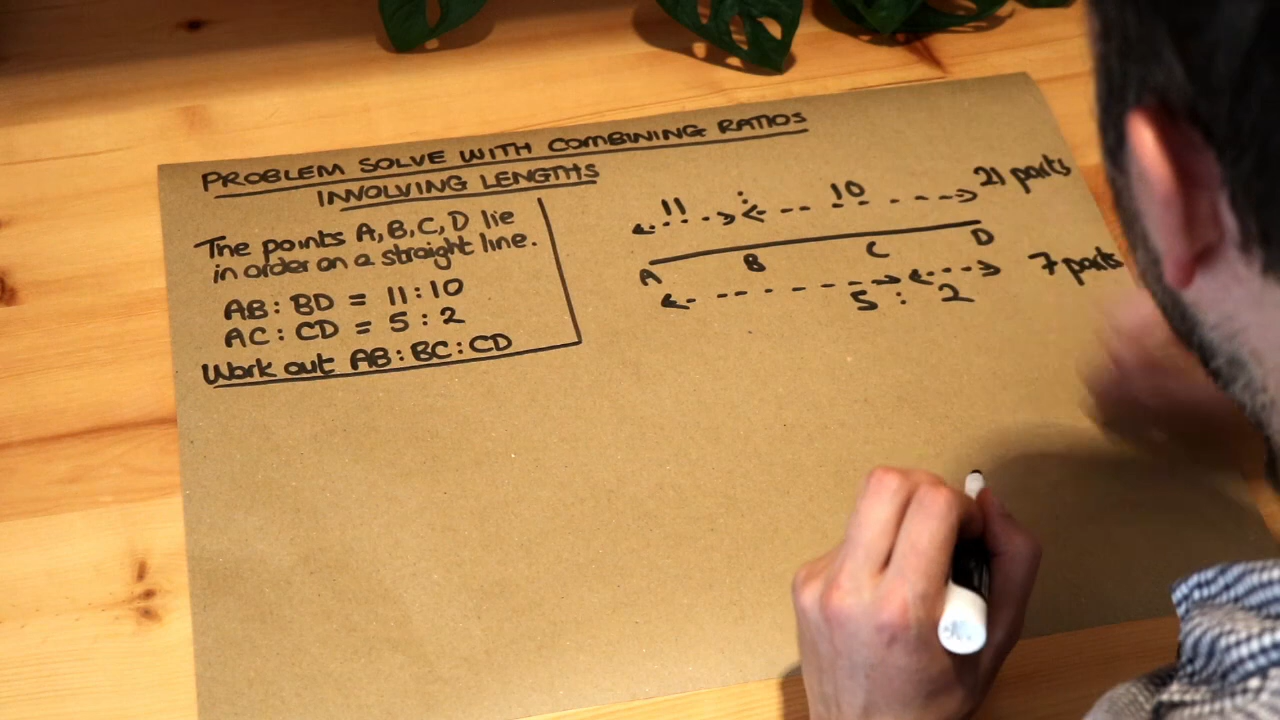 PROBLEM SOLVE WITH COMBINING RATIOS
INVOLVING LENGTHS
The points A, B, C, D lie
in order on a straight line.
AB : BD = 11 : 10
AC : CD = 5 : 2
Work out AB : BC : CD
11 : 10 21 parts
A B C D
5 : 2 7 parts